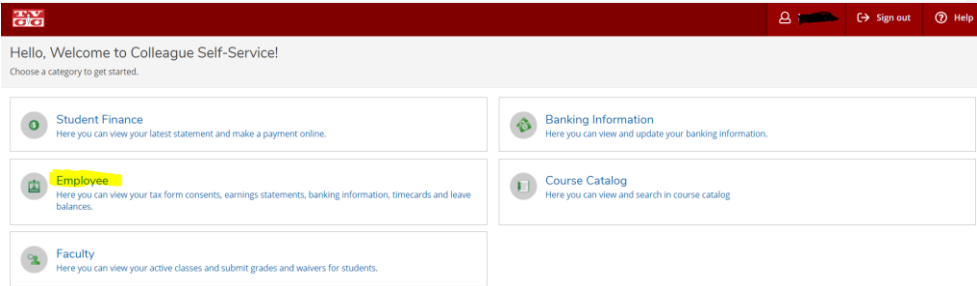 TVCC
Sign out
Help
Hello, Welcome to Colleague Self-Service!
Choose a category to get started.
Student Finance
Here you can view your latest statement and make a payment online.
Banking Information
Here you can view and update your banking information.
Employee
Here you can view your tax form consents, earnings statements, banking information, timecards and leave
balances.
Course Catalog
Here you can view and search in course catalog
Faculty
Here you can view your active classes and submit grades and waivers for students.